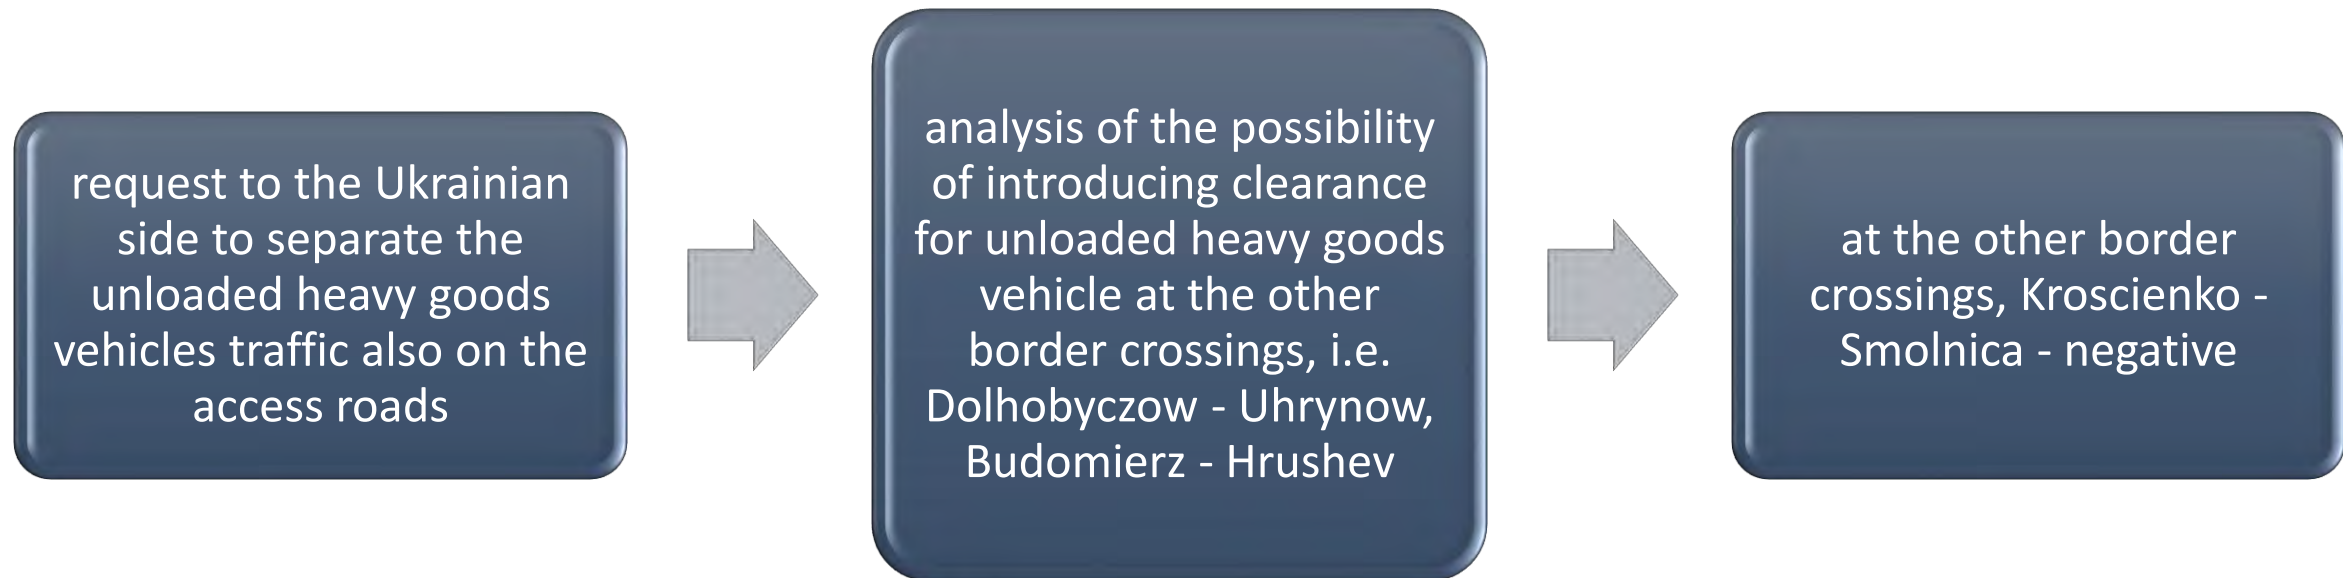 request to the Ukrainian
side to separate the
unloaded heavy goods
vehicles traffic also on the
access roads
analysis of the possibility
of introducing clearance
for unloaded heavy goods
vehicle at the other
border crossings, i.e.
Dolhobyczow - Uhrynow,
Budomierz - Hrushev
at the other border
crossings, Kroscienko -
Smolnica - negative